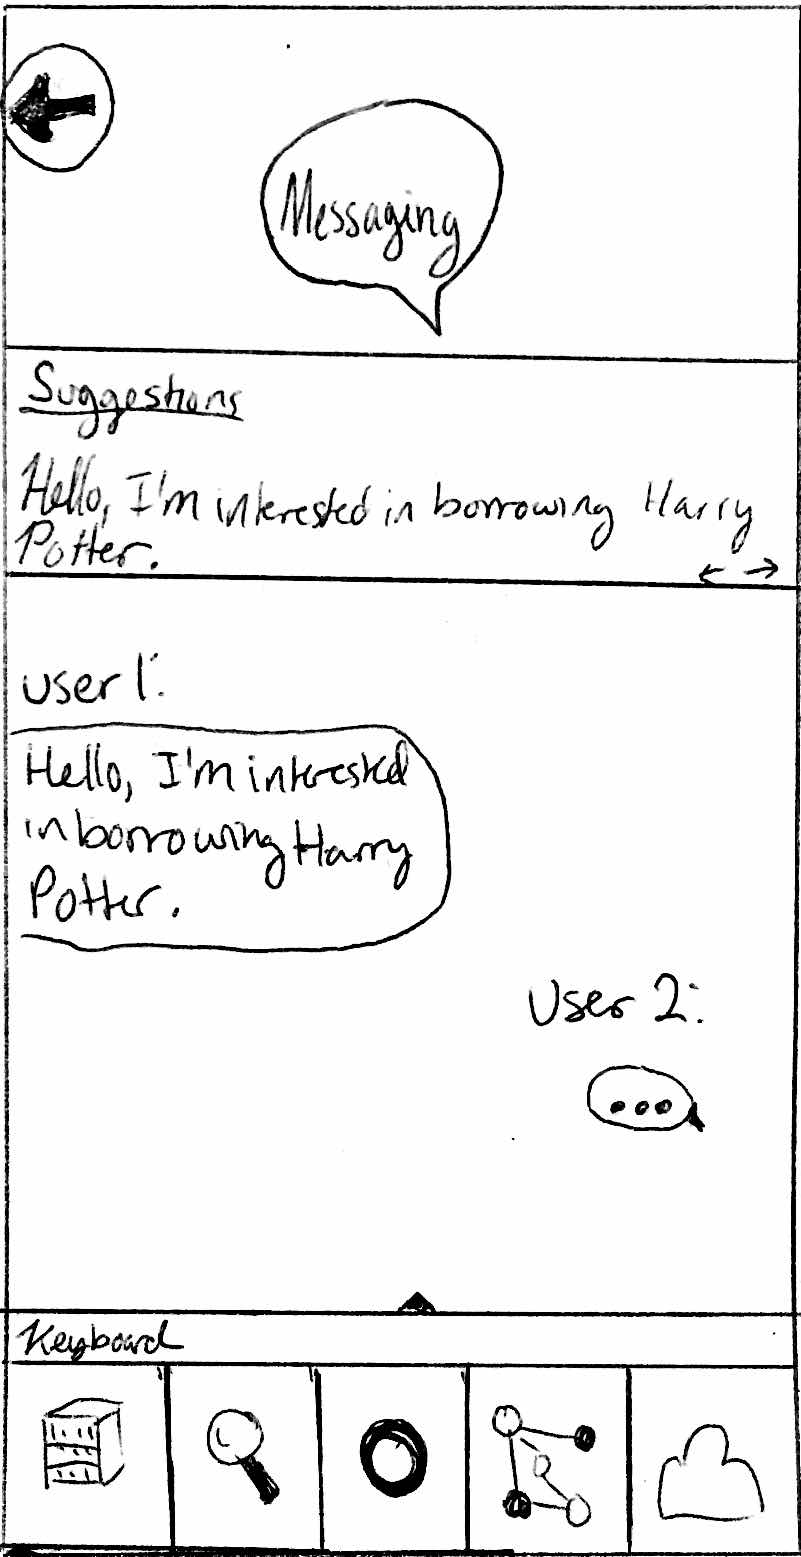 Messaging
Suggestions
Hello, I'm interested in borrowing Harry
Potter.
user 1:
Hello, I'm interested
in borrowing Harry
Potter.
User 2:
Keyboard